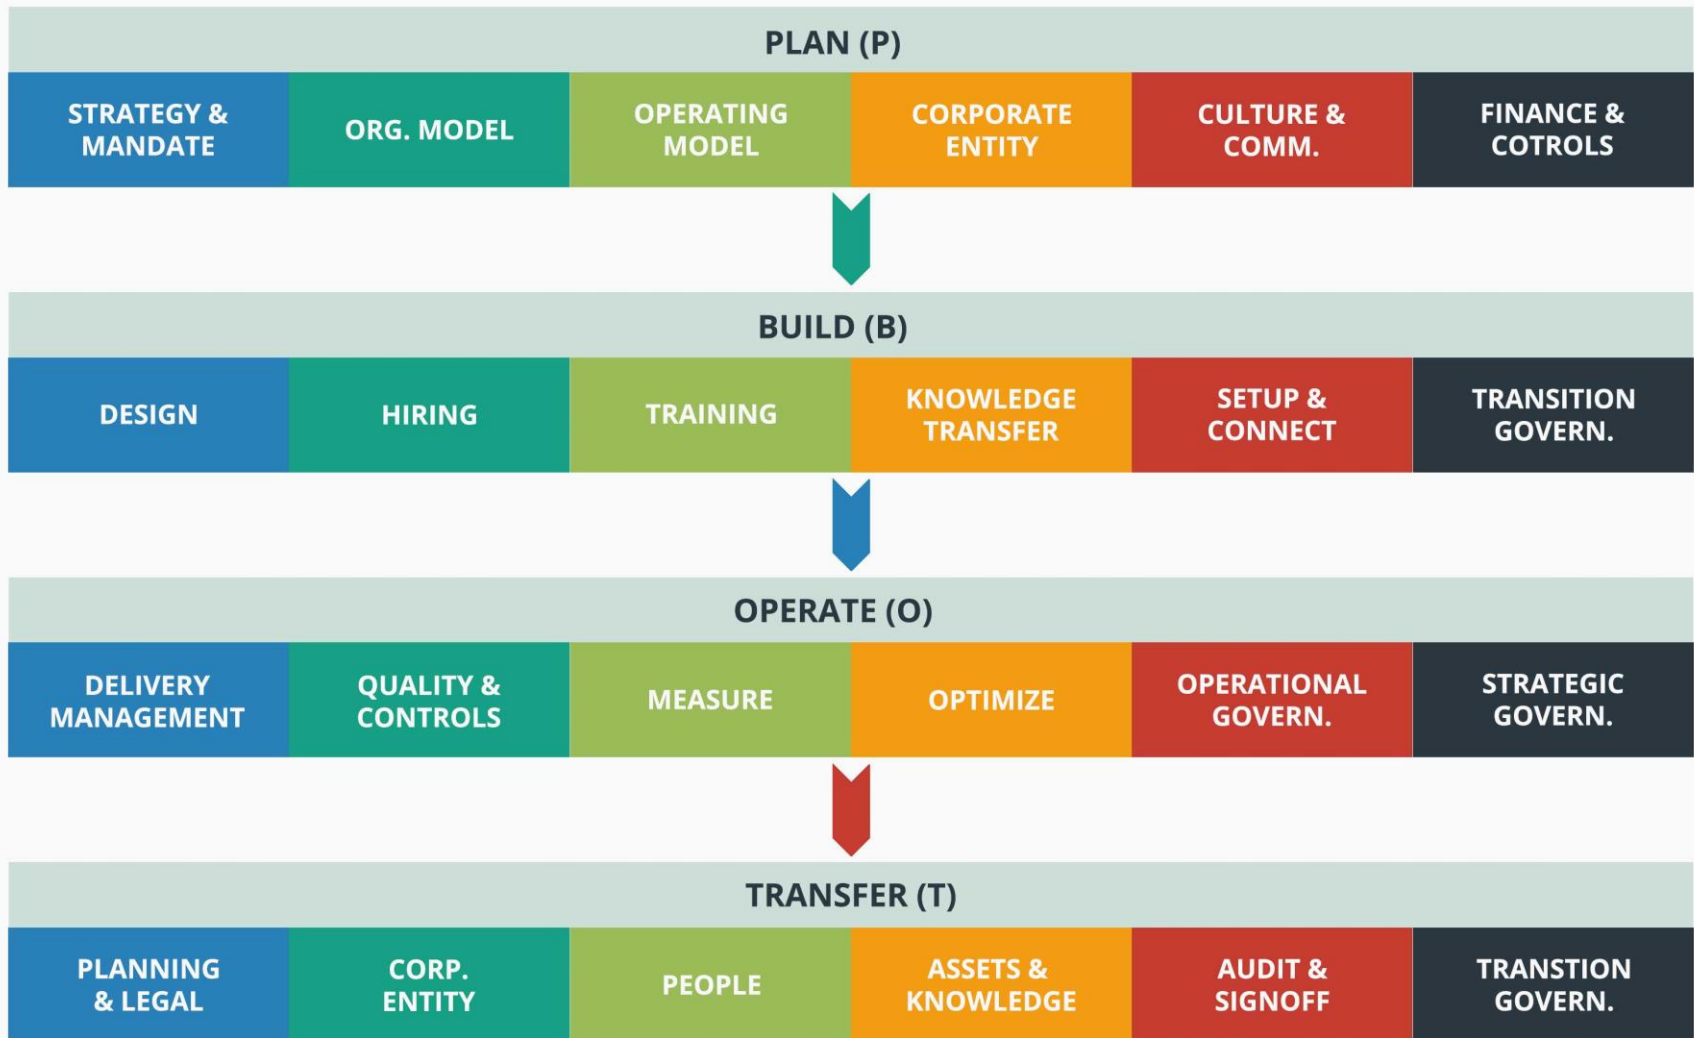 PLAN (P)
STRATEGY &
MANDATE
ORG. MODEL
OPERATING
MODEL
CORPORATE
ENTITY
CULTURE &
COMM.
FINANCE &
COTROLS
BUILD (B)
DESIGN
HIRING
TRAINING
KNOWLEDGE
TRANSFER
SETUP &
CONNECT
TRANSITION
GOVERN.
OPERATE (O)
DELIVERY
MANAGEMENT
QUALITY &
CONTROLS
MEASURE
OPTIMIZE
OPERATIONAL
GOVERN.
STRATEGIC
GOVERN.
TRANSFER (T)
PLANNING
& LEGAL
CORP.
ENTITY
PEOPLE
ASSETS &
KNOWLEDGE
AUDIT &
SIGNOFF
TRANSTION
GOVERN.